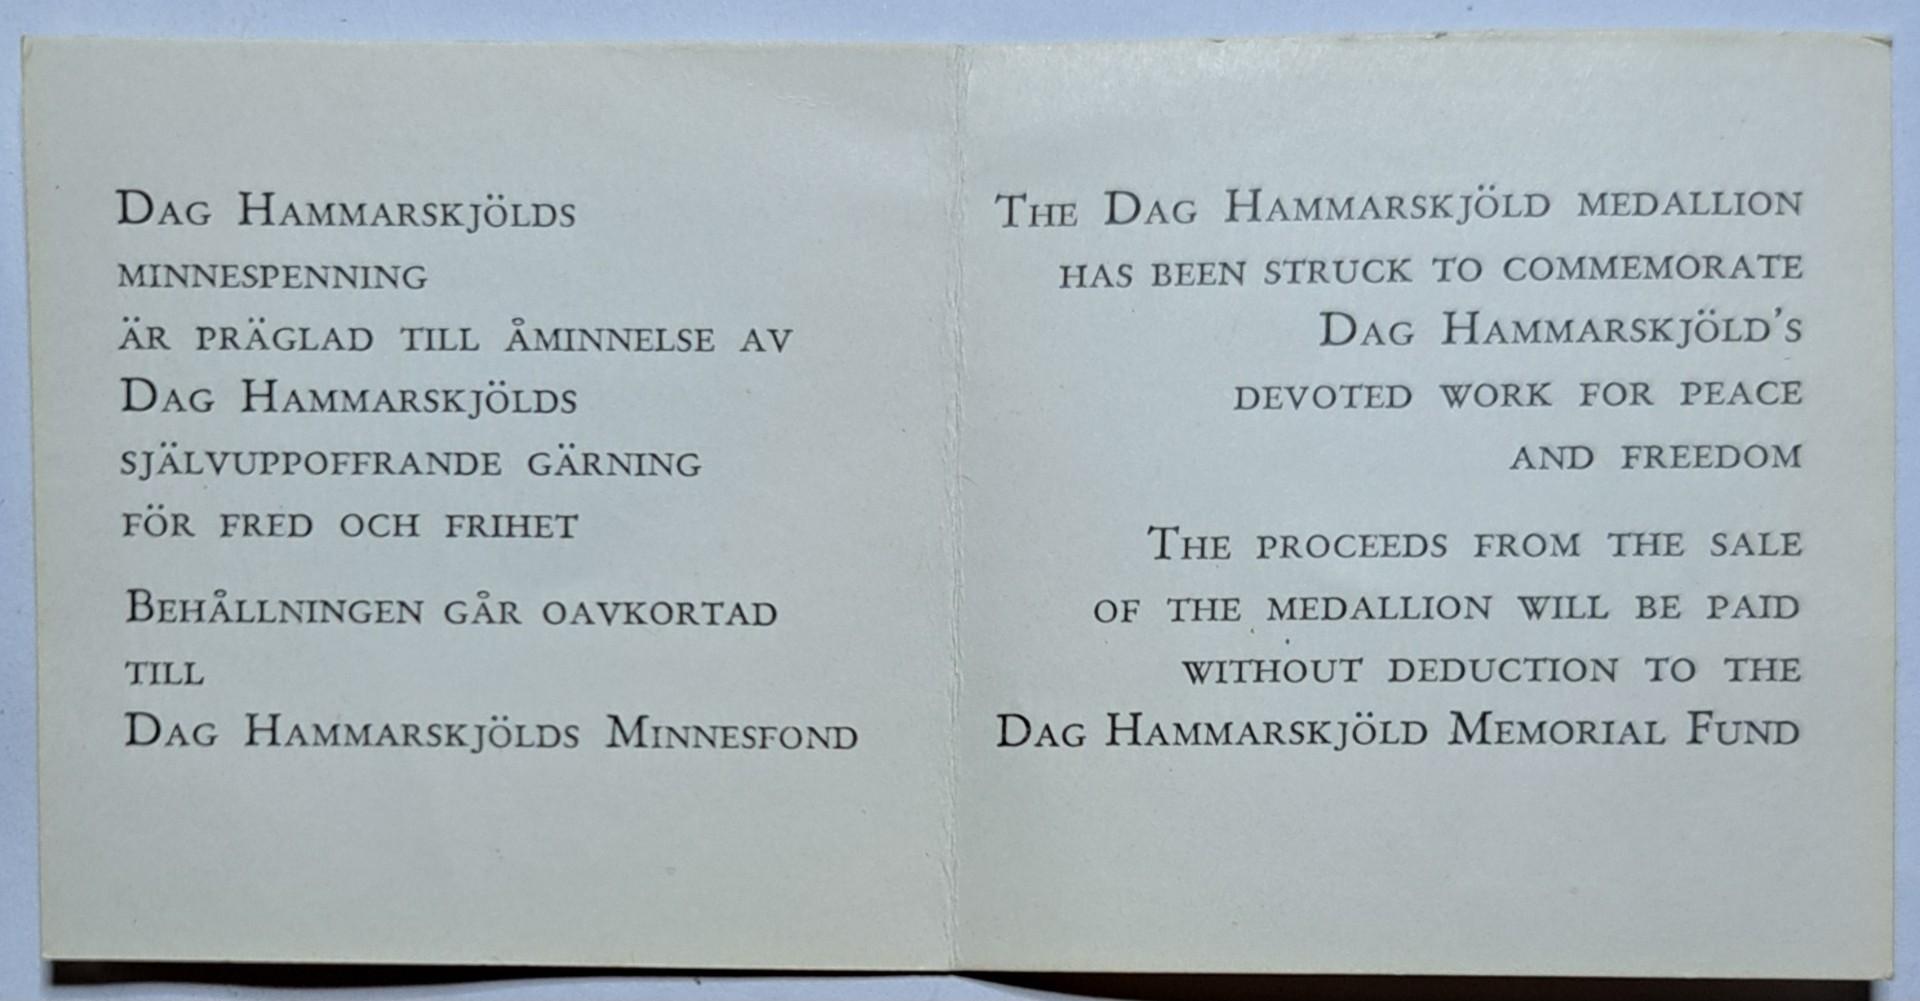 Dag Hammarskjölds
minnespenning
är präglad till åminnelse av
Dag Hammarskjölds
självuppoffrande gärning
för fred och frihet
Behållningen går oavkortad
till
Dag Hammarskjölds Minnesfond
The Dag Hammarskjöld medallion
has been struck to commemorate
Dag Hammarskjöld's
devoted work for peace
and freedom
The proceeds from the sale
of the medallion will be paid
without deduction to the
Dag Hammarskjöld Memorial Fund